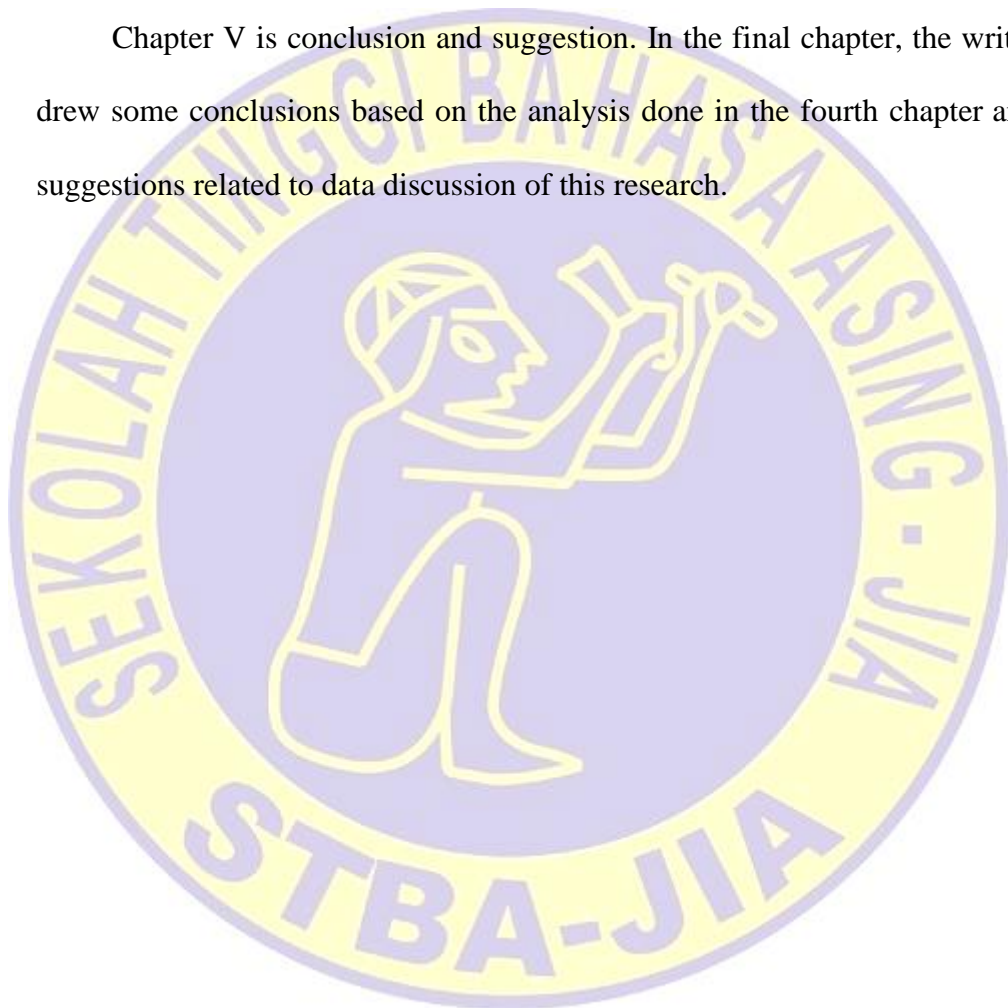 Chapter V is conclusion and suggestion. In the final chapter, the writ
drew some conclusions based on the analysis done in the fourth chapter a
suggestions related to data discussion of this research.
SEKOLAH TINGGI BAHASA ASING - JIA
STBA-JIA